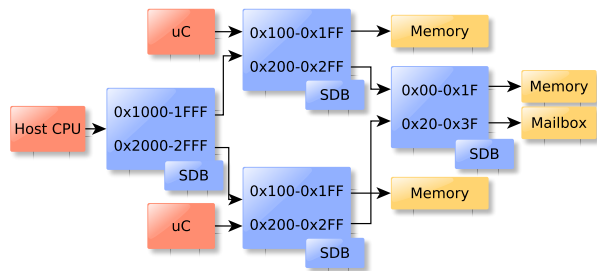 uC
0x100-0x1FF
0x200-0x2FF
SDB
Memory
0x00-0x1F
0x20-0x3F
SDB
Memory
Mailbox
Host CPU
0x1000-1FFF
0x2000-2FFF
SDB
uC
0x100-0x1FF
0x200-0x2FF
SDB
Memory